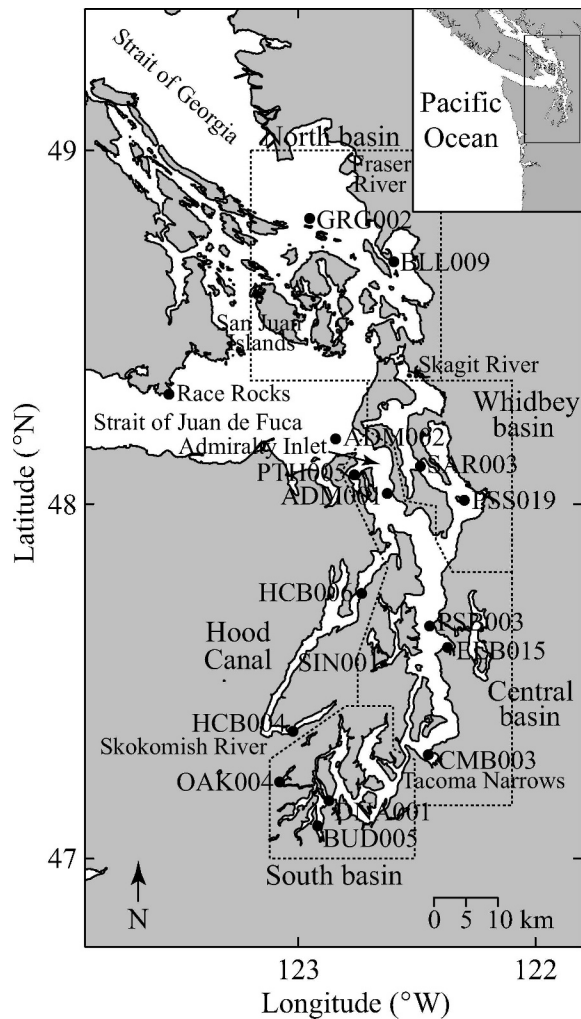 Strait of Georgia
North basin
Fraser
River
Pacific
Ocean
49
GRG002
BLL009
San Juan
Islands
Skagit River
Race Rocks
Strait of Juan de Fuca
Whidbey
basin
ADM002
Admiralty Inlet
SAR003
PTH005
ADM001
PSS019
48
HCB006
PSB003
Hood
Canal
SIN001
EEB015
Central
basin
HCB004
Skokomish River
CMB003
OAK004
Tacoma Narrows
DNA001
BUD005
47
South basin
N
0 10 km
123
122
Latitude (°N)
Longitude (°W)